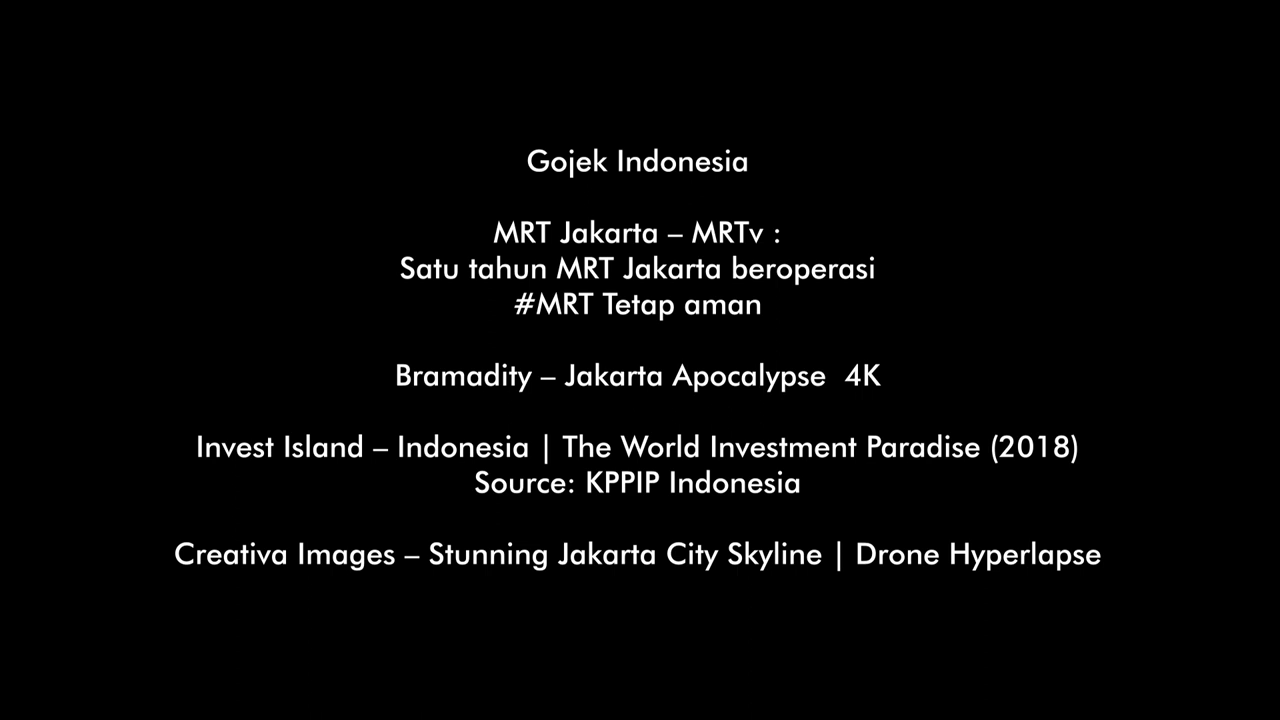 Gojek Indonesia
MRT Jakarta – MRTv :
Satu tahun MRT Jakarta beroperasi
#MRT Tetap aman
Bramadity – Jakarta Apocalypse  4K
Invest Island – Indonesia | The World Investment Paradise (2018)
Source: KPPIP Indonesia
Creativa Images – Stunning Jakarta City Skyline | Drone Hyperlapse